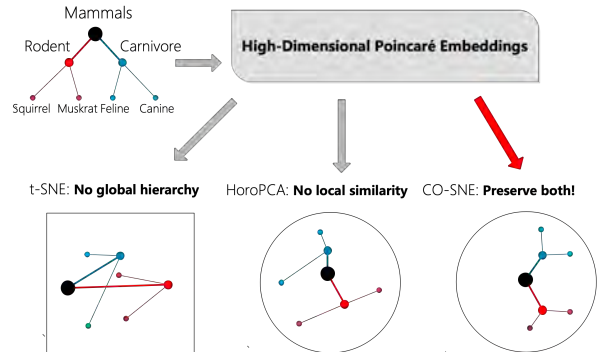 Mammals
Rodent Carnivore
High-Dimensional Poincaré Embeddings
Squirrel Muskrat Feline Canine
t-SNE: No global hierarchy
HoroPCA: No local similarity
CO-SNE: Preserve both!